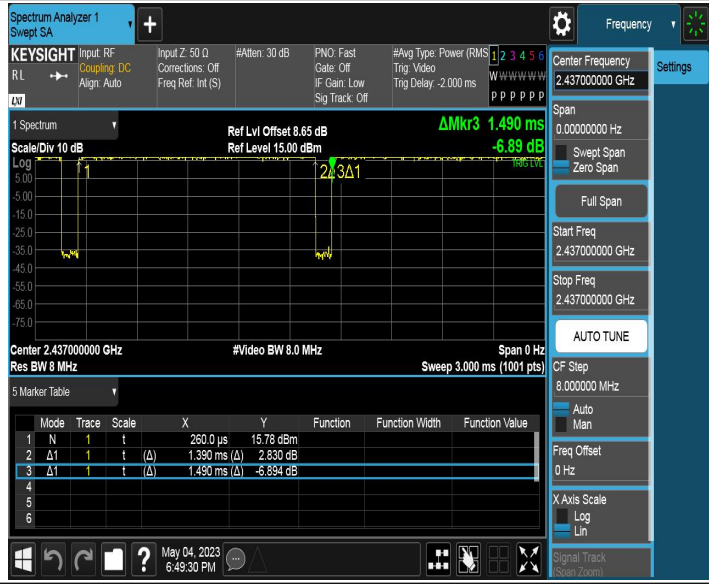 Spectrum Analyzer 1
Swept SA
+
Frequency
KEYSIGHT
RL
LXI
Input: RF
Coupling: DC
Align: Auto
Input Z: 50 Ω
Corrections: Off
Freq Ref: Int (S)
#Atten: 30 dB
PNO: Fast
Gate: Off
IF Gain: Low
Sig Track: Off
#Avg Type: Power (RMS
Trig: Video
Trig Delay: -2.000 ms
1 2 3 4 5 6
W W W W W W
P P P P P P
1 Spectrum
Scale/Div 10 dB
Ref Lvl Offset 8.65 dB
Ref Level 15.00 dBm
ΔMkr3 1.490 ms
-6.89 dB
Log
TRIG LVL
1
2Δ 3Δ1
5.00
-5.00
-15.0
-25.0
-35.0
-45.0
-55.0
-65.0
-75.0
Center 2.437000000 GHz
#Video BW 8.0 MHz
Span 0 Hz
Res BW 8 MHz
Sweep 3.000 ms (1001 pts)
5 Marker Table
Mode Trace Scale X Y Function Function Width Function Value
1 N 1 t 260.0 µs 15.78 dBm
2 Δ1 1 t (Δ) 1.390 ms (Δ) 2.830 dB
3 Δ1 1 t (Δ) 1.490 ms (Δ) -6.894 dB
4
5
6
?
May 04, 2023
6:49:30 PM
Center Frequency
2.437000000 GHz
Settings
Span
0.00000000 Hz
Swept Span
Zero Span
Full Span
Start Freq
2.437000000 GHz
Stop Freq
2.437000000 GHz
AUTO TUNE
CF Step
8.000000 MHz
Auto
Man
Freq Offset
0 Hz
X Axis Scale
Log
Lin
Signal Track
(Span Zoom)